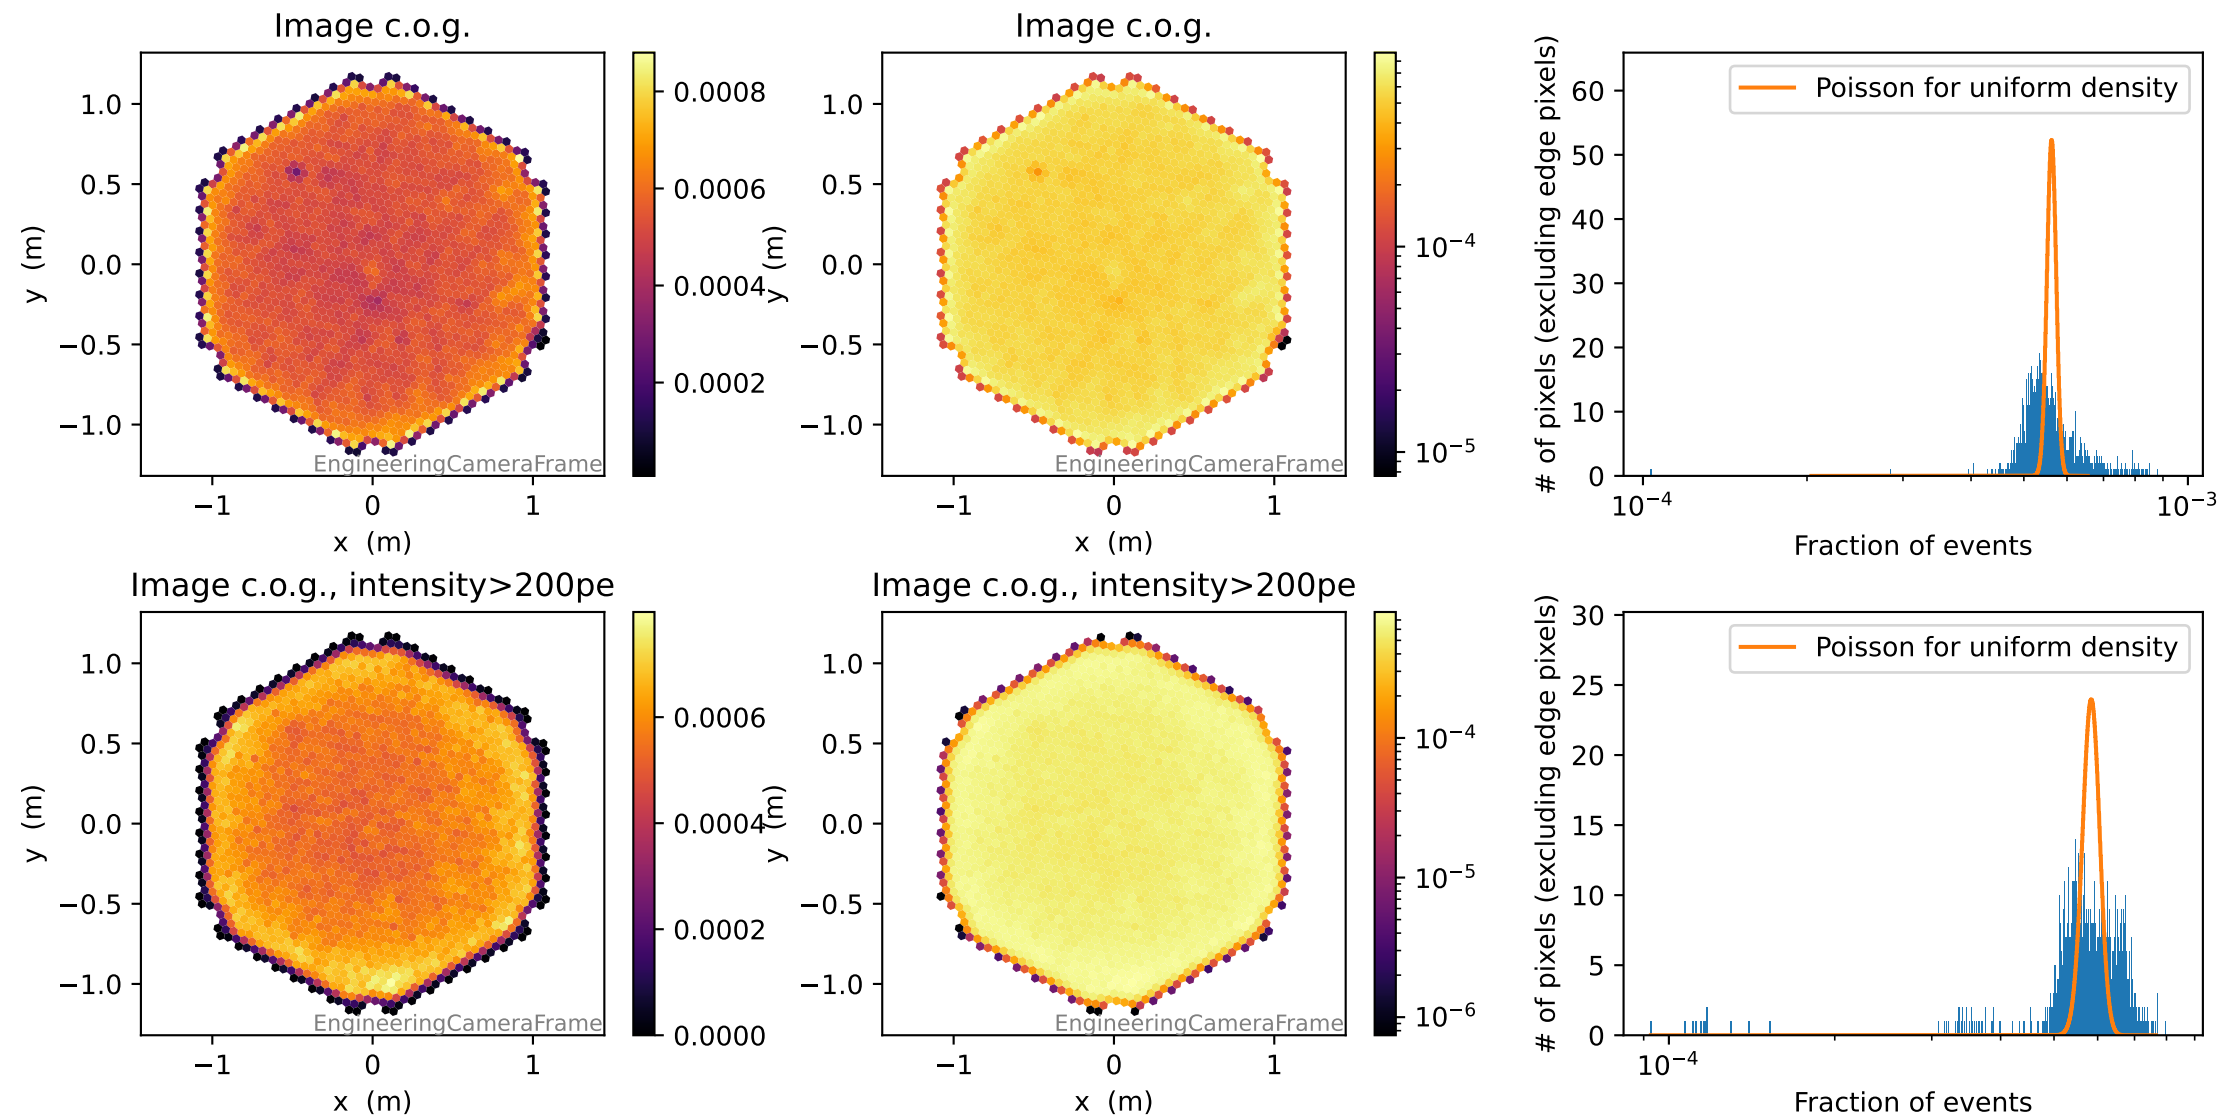 Image c.o.g.
1.0
0.5
0.0
−0.5
−1.0
y (m)
−1 0 1
x (m)
EngineeringCameraFrame
0.0008
0.0006
0.0004
0.0002
Image c.o.g.
1.0
0.5
0.0
−0.5
−1.0
y (m)
−1 0 1
x (m)
EngineeringCameraFrame
10⁻⁴
10⁻⁵
# of pixels (excluding edge pixels)
60
50
40
30
20
10
0
Poisson for uniform density
10⁻⁴ 10⁻³
Fraction of events
Image c.o.g., intensity>200pe
1.0
0.5
0.0
−0.5
−1.0
y (m)
−1 0 1
x (m)
EngineeringCameraFrame
0.0006
0.0004
0.0002
0.0000
Image c.o.g., intensity>200pe
1.0
0.5
0.0
−0.5
−1.0
y (m)
−1 0 1
x (m)
EngineeringCameraFrame
10⁻⁴
10⁻⁵
10⁻⁶
# of pixels (excluding edge pixels)
30
25
20
15
10
5
0
Poisson for uniform density
10⁻⁴
Fraction of events